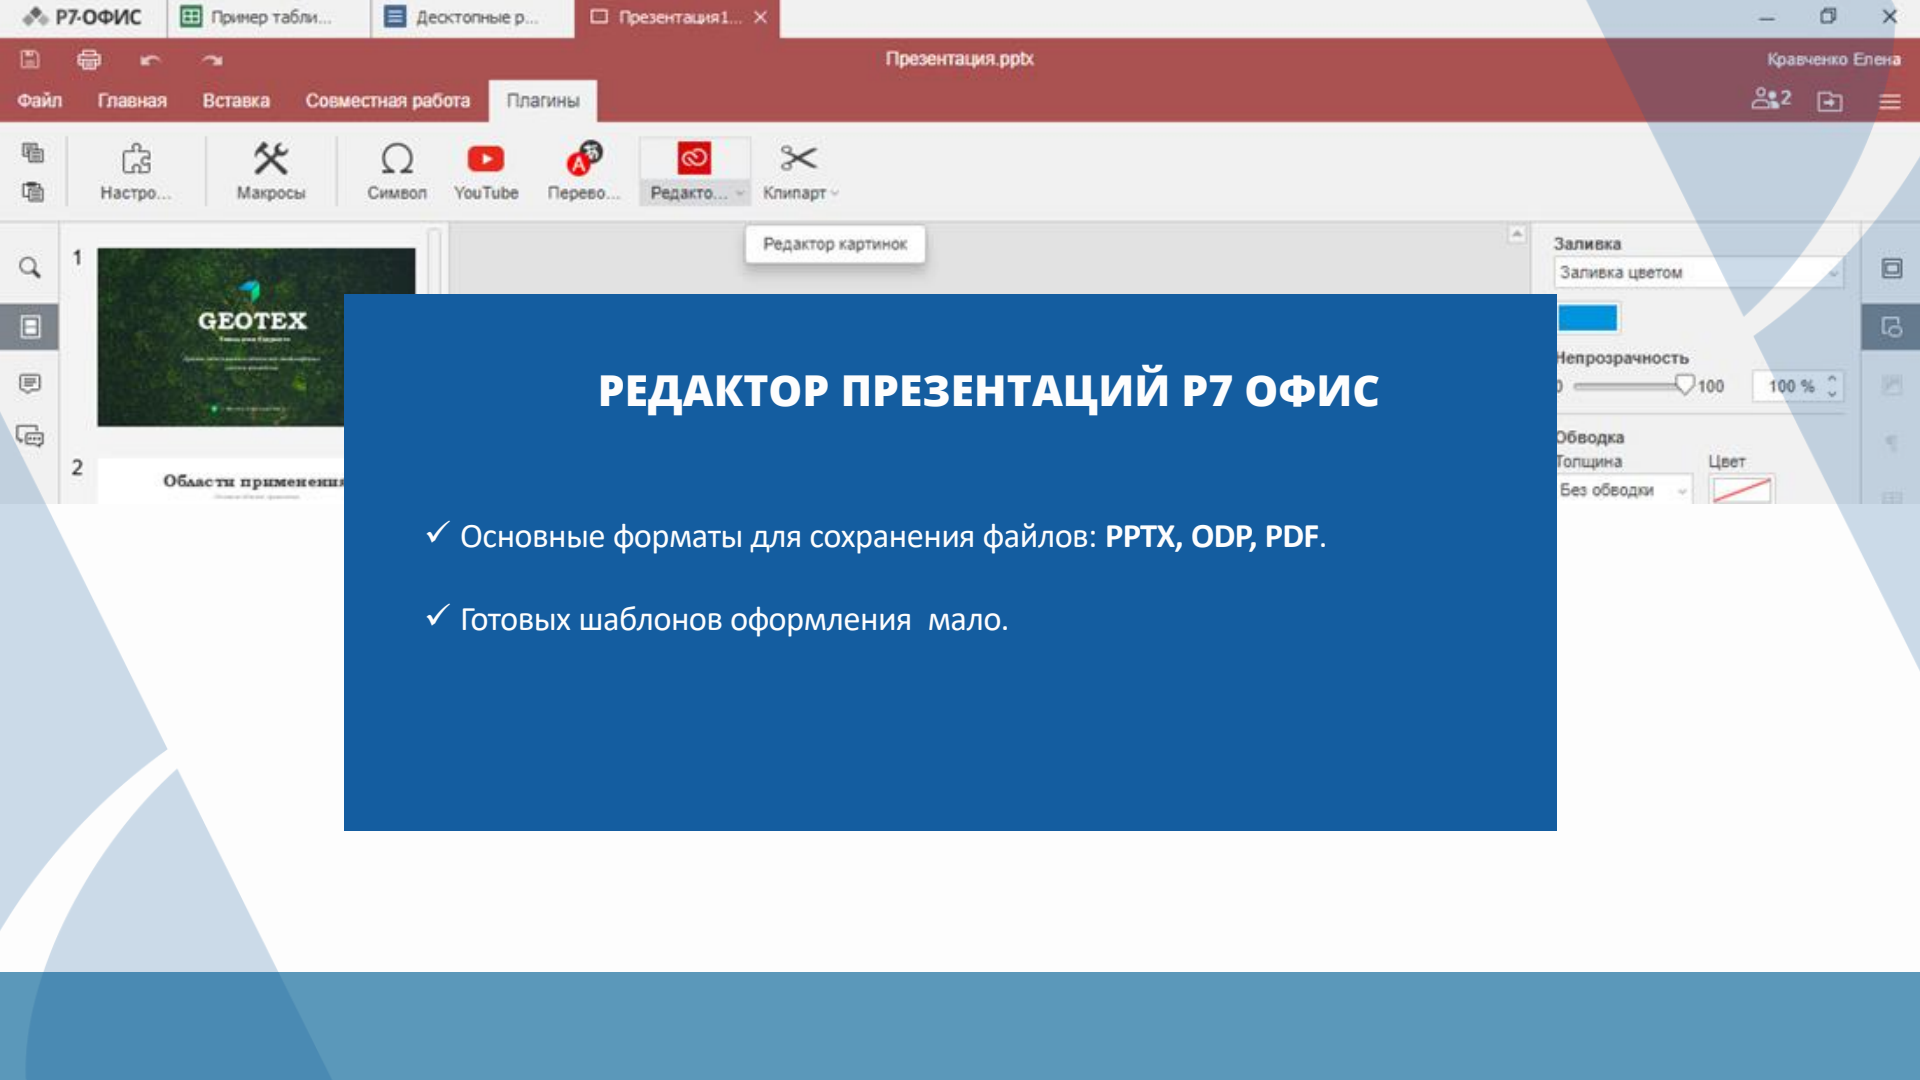 Р7-ОФИС
Пример табли...
Десктопные р...
Презентация1...
Презентация.pptx
Кравченко Елена
Файл
Главная
Вставка
Совместная работа
Плагины
2
Настро...
Макросы
Символ
YouTube
Перево...
Редакто...
Клипарт
Редактор картинок
1
GEOTEX
2
Области применения
Заливка
Заливка цветом
Непрозрачность
0
100
100 %
Обводка
Толщина
Цвет
Без обводки
РЕДАКТОР ПРЕЗЕНТАЦИЙ Р7 ОФИС
✓ Основные форматы для сохранения файлов: PPTX, ODP, PDF.
✓ Готовых шаблонов оформления мало.